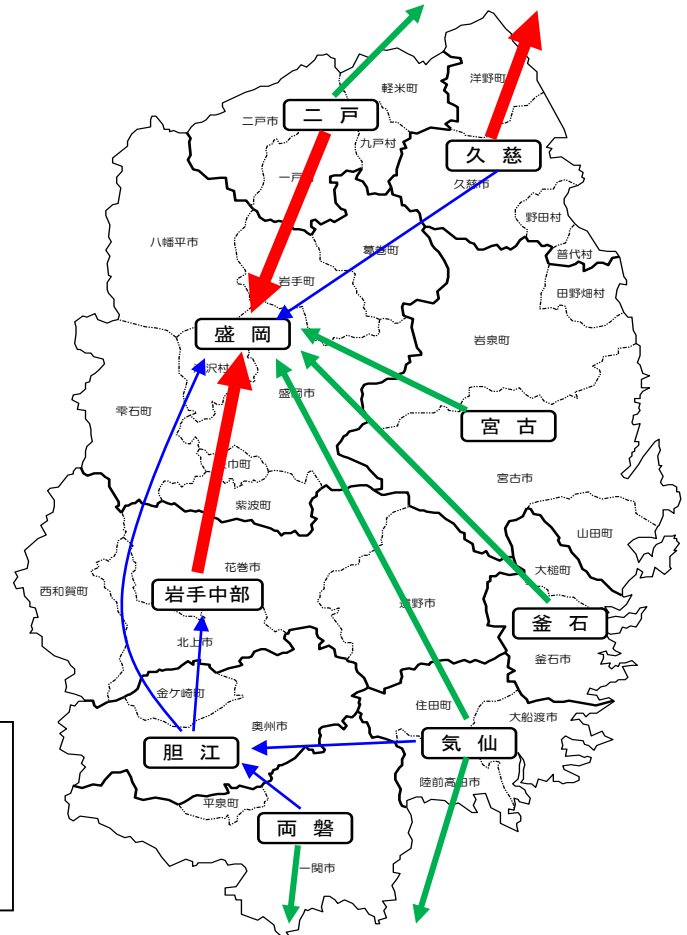 軽米町
洋野町
二戸市
二 戸
九戸村
久 慈
一戸
久慈市
野田村
八幡平市
葛巻町
普代村
岩手町
田野畑村
盛 岡
岩泉町
沢村
盛岡市
雫石町
宮 古
巾町
宮古市
紫波町
山田町
花巻市
大槌町
西和賀町
岩手中部
遠野市
釜 石
北上市
釜石市
金ケ崎町
住田町
大船渡市
奥州市
胆 江
気 仙
陸前高田市
平泉町
両 磐
一関市